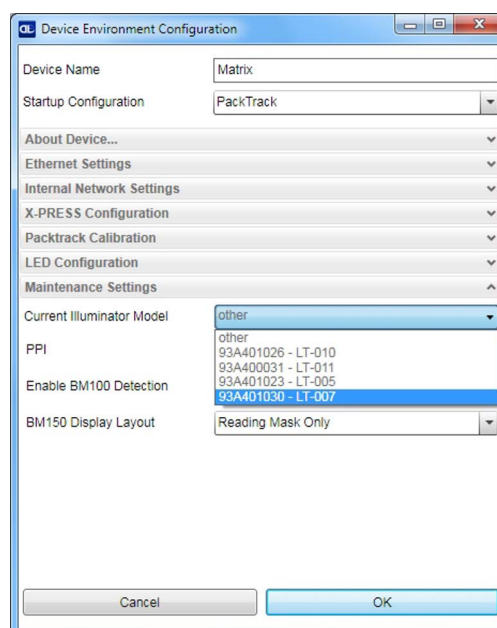 DL Device Environment Configuration
Device Name Matrix
Startup Configuration PackTrack
About Device...
Ethernet Settings
Internal Network Settings
X-PRESS Configuration
Packtrack Calibration
LED Configuration
Maintenance Settings
Current Illuminator Model other
other
PPI 93A401026 - LT-010
93A400031 - LT-011
Enable BM100 Detection 93A401023 - LT-005
93A401030 - LT-007
BM150 Display Layout Reading Mask Only
Cancel OK